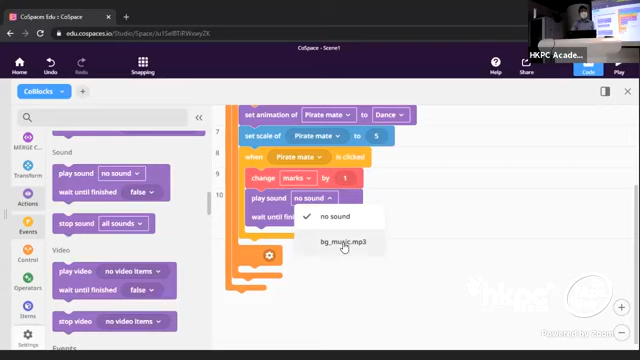 CoSpaces Edu :: CoSpace
edu.cospaces.io/Studio/Space/
HKPC Acade...
CoSpace - Scene1
Home
Undo
Redo
Snapping
Help
Share
Code
Play
CoBlocks
MERGE C
Transform
Actions
Events
Control
Operators
Items
Settings
Sound
play sound no sound
wait until finished false
stop sound all sounds
Video
play video no video items
wait until finished false
stop video no video items
Events
set animation of Pirate mate to Dance
7 set scale of Pirate mate to 5
8 when Pirate mate is clicked
9 change marks by 1
10 play sound no sound
no sound
bg_music.mp3
hkpc
Powered by Zoom